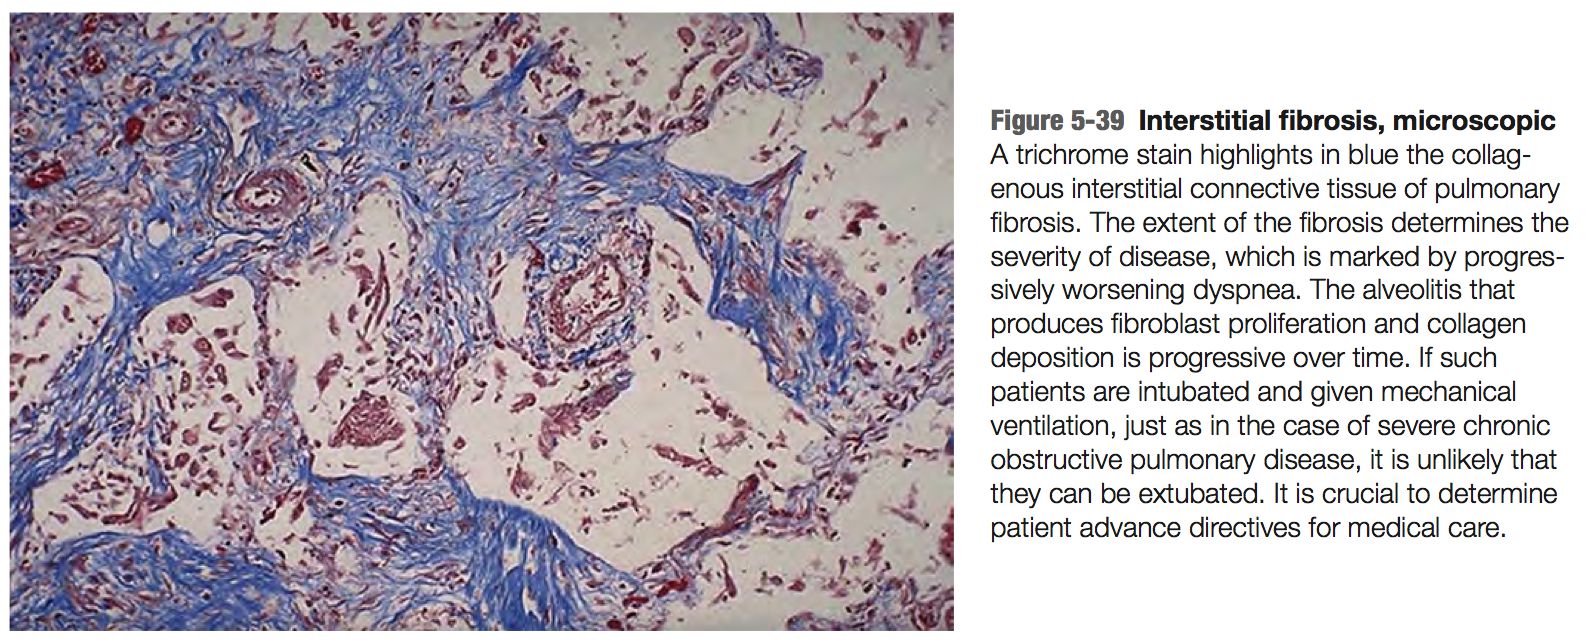 Figure 5-39 Interstitial fibrosis, microscopic
A trichrome stain highlights in blue the collag-
enous interstitial connective tissue of pulmonary
fibrosis. The extent of the fibrosis determines the
severity of disease, which is marked by progres-
sively worsening dyspnea. The alveolitis that
produces fibroblast proliferation and collagen
deposition is progressive over time. If such
patients are intubated and given mechanical
ventilation, just as in the case of severe chronic
obstructive pulmonary disease, it is unlikely that
they can be extubated. It is crucial to determine
patient advance directives for medical care.